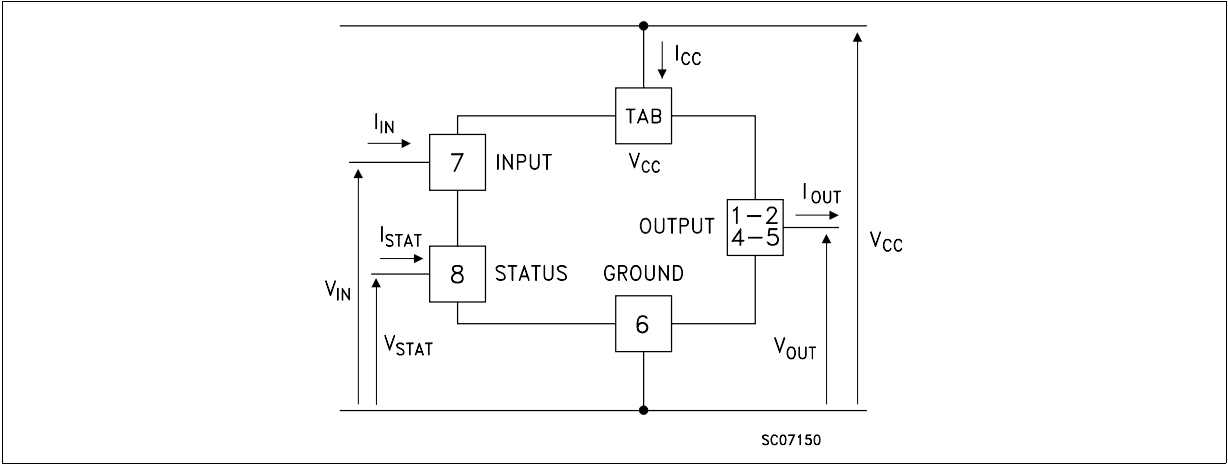 I_CC
TAB
V_CC
I_IN
7 INPUT
I_OUT
OUTPUT
1-2
4-5
V_CC
I_STAT
8 STATUS
GROUND
6
V_IN
V_STAT
V_OUT
SC07150